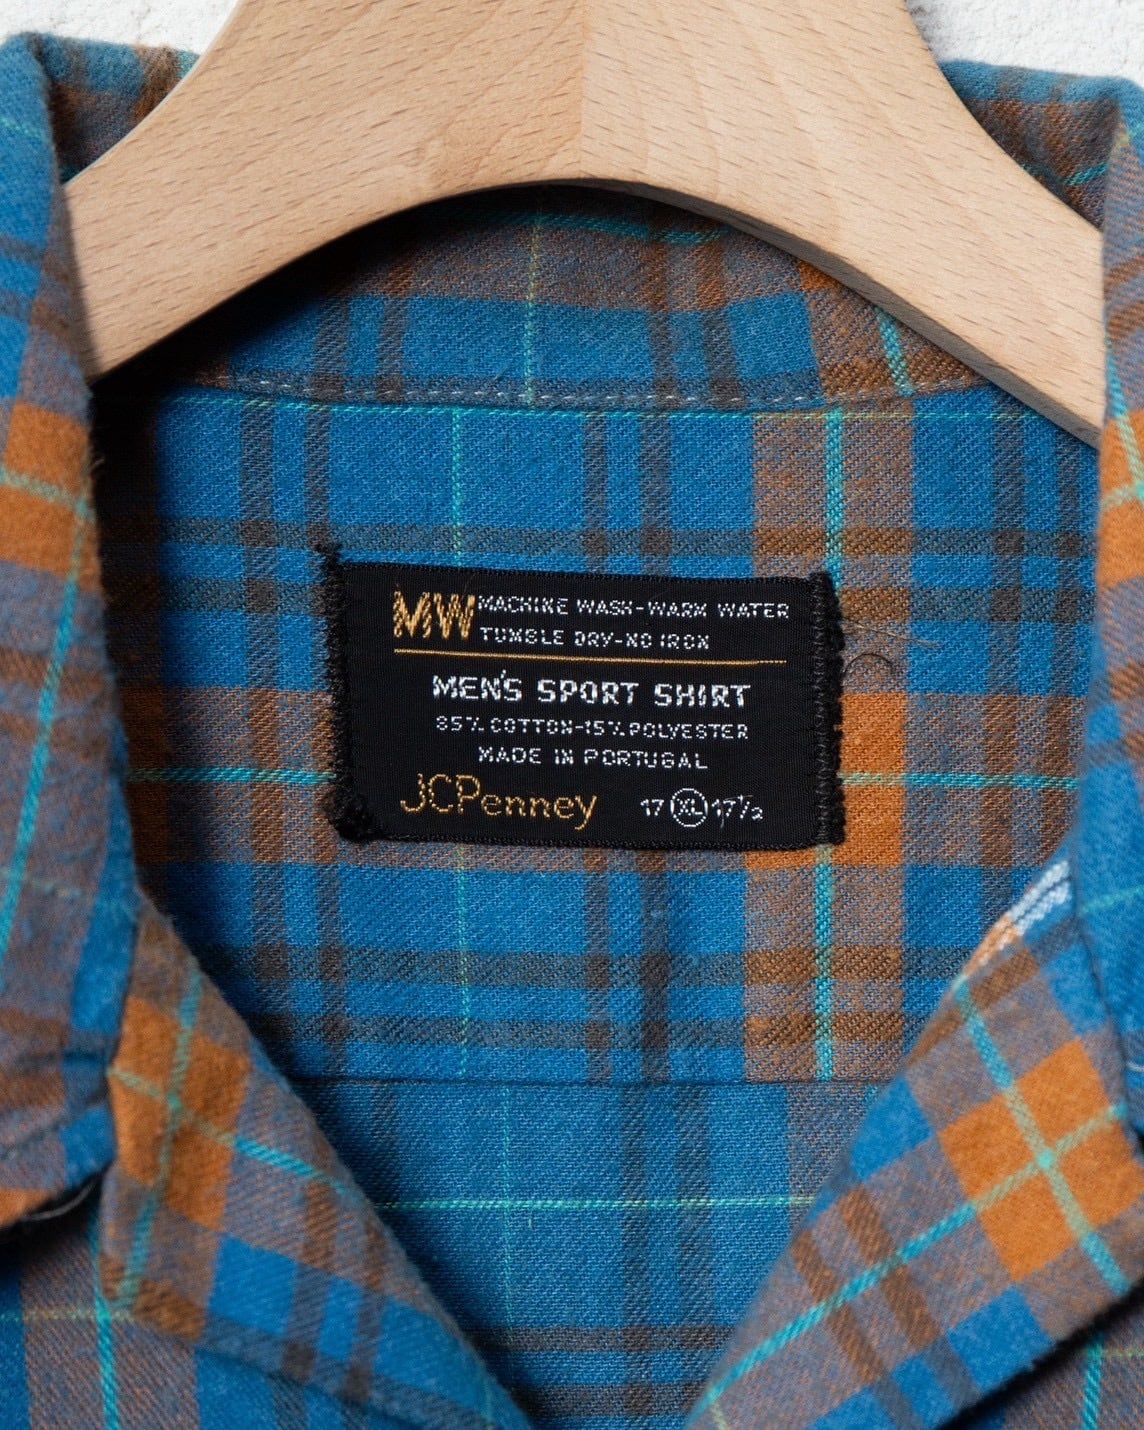 MW MACHINE WASH-WARM WATER
TUMBLE DRY-NO IRON
MEN'S SPORT SHIRT
85% COTTON-15% POLYESTER
MADE IN PORTUGAL
JCPenney 17 XL 17½